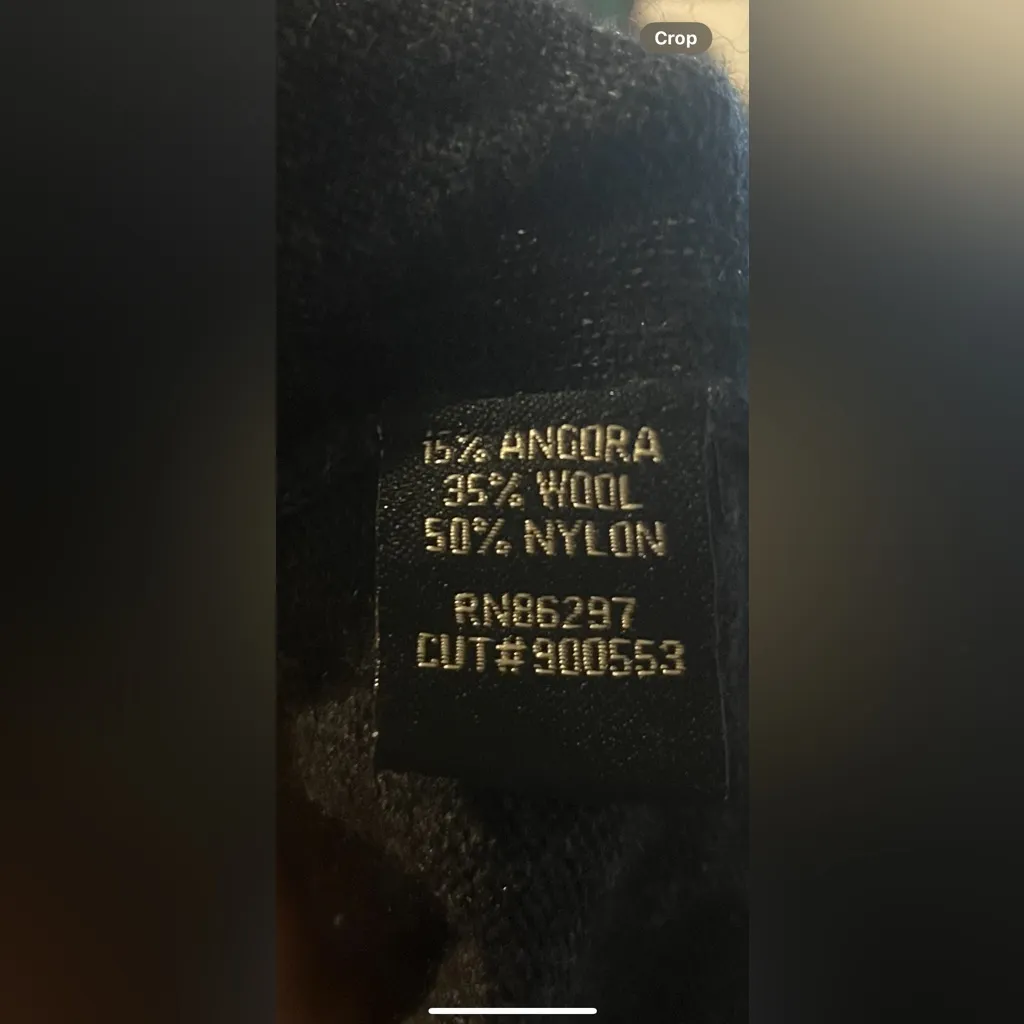 Crop
15% ANGORA
35% WOOL
50% NYLON
RN86297
CUT#900553